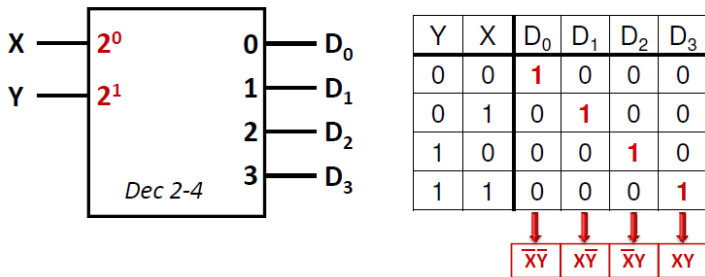 X 2⁰ 0 D₀
Y 2¹ 1 D₁
2 D₂
3 D₃
Dec 2-4
Y X D₀ D₁ D₂ D₃
0 0 1 0 0 0
0 1 0 1 0 0
1 0 0 0 1 0
1 1 0 0 0 1
X̅Y̅ XY̅ X̅Y XY